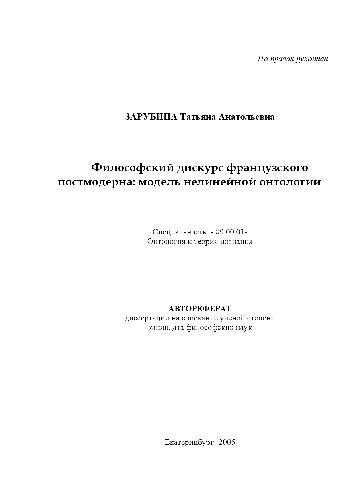 На правах рукописи
ЗАРУБИНА Татьяна Анатольевна
Философский дискурс французского
постмодерна: модель нелинейной онтологии
Специальность - 09.00.01 -
Онтология и теория познания
АВТОРЕФЕРАТ
диссертации на соискание ученой степени
кандидата философских наук
Екатеринбург 2005